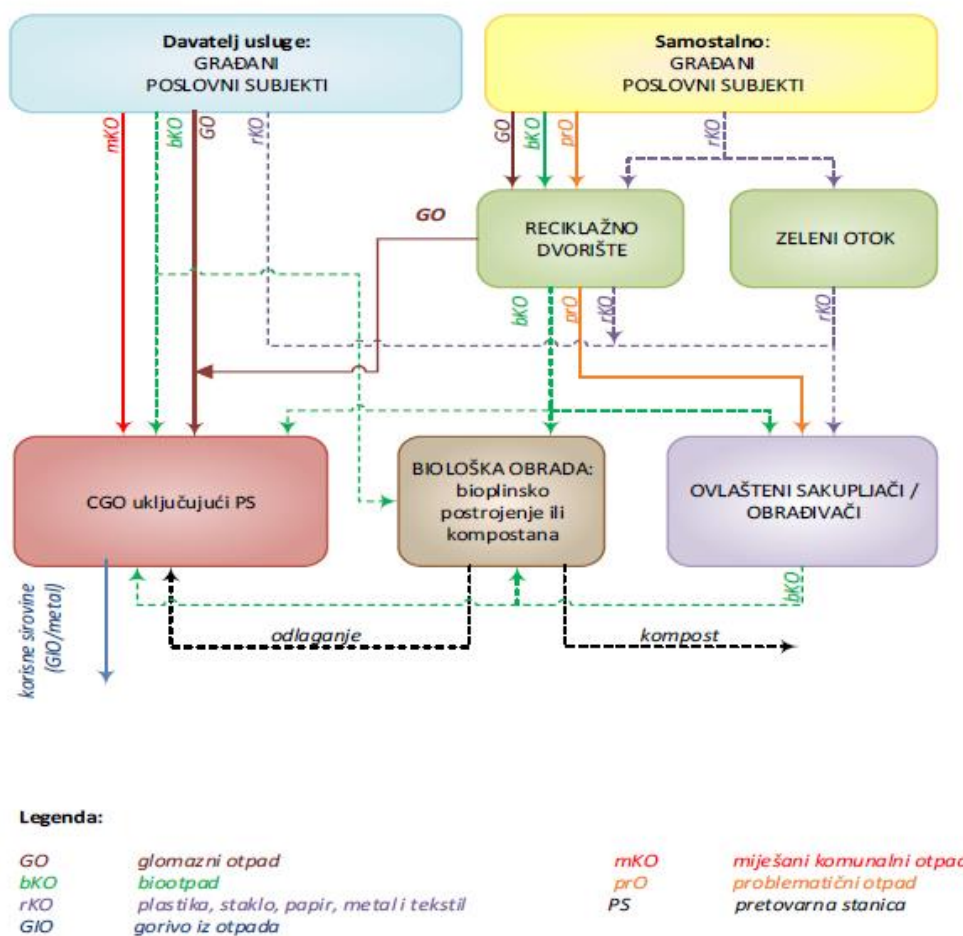 Davatelj usluge:
GRAĐANI
POSLOVNI SUBJEKTI
Samostalno:
GRAĐANI
POSLOVNI SUBJEKTI
mKO
bKO
GO
rKO
GO
bKO
prO
rKO
GO
RECIKLAŽNO
DVORIŠTE
ZELENI OTOK
bKO
prO
rKO
rKO
CGO uključujući PS
BIOLOŠKA OBRADA:
bioplinsko
postrojenje ili
kompostana
OVLAŠTENI SAKUPLJAČI /
OBRAĐIVAČI
korisne sirovine
(GIO/metal)
bKO
odlaganje
kompost
Legenda:
GO glomazni otpad mKO miješani komunalni otpad
bKO biootpad prO problematični otpad
rKO plastika, staklo, papir, metal i tekstil PS pretovarna stanica
GIO gorivo iz otpada